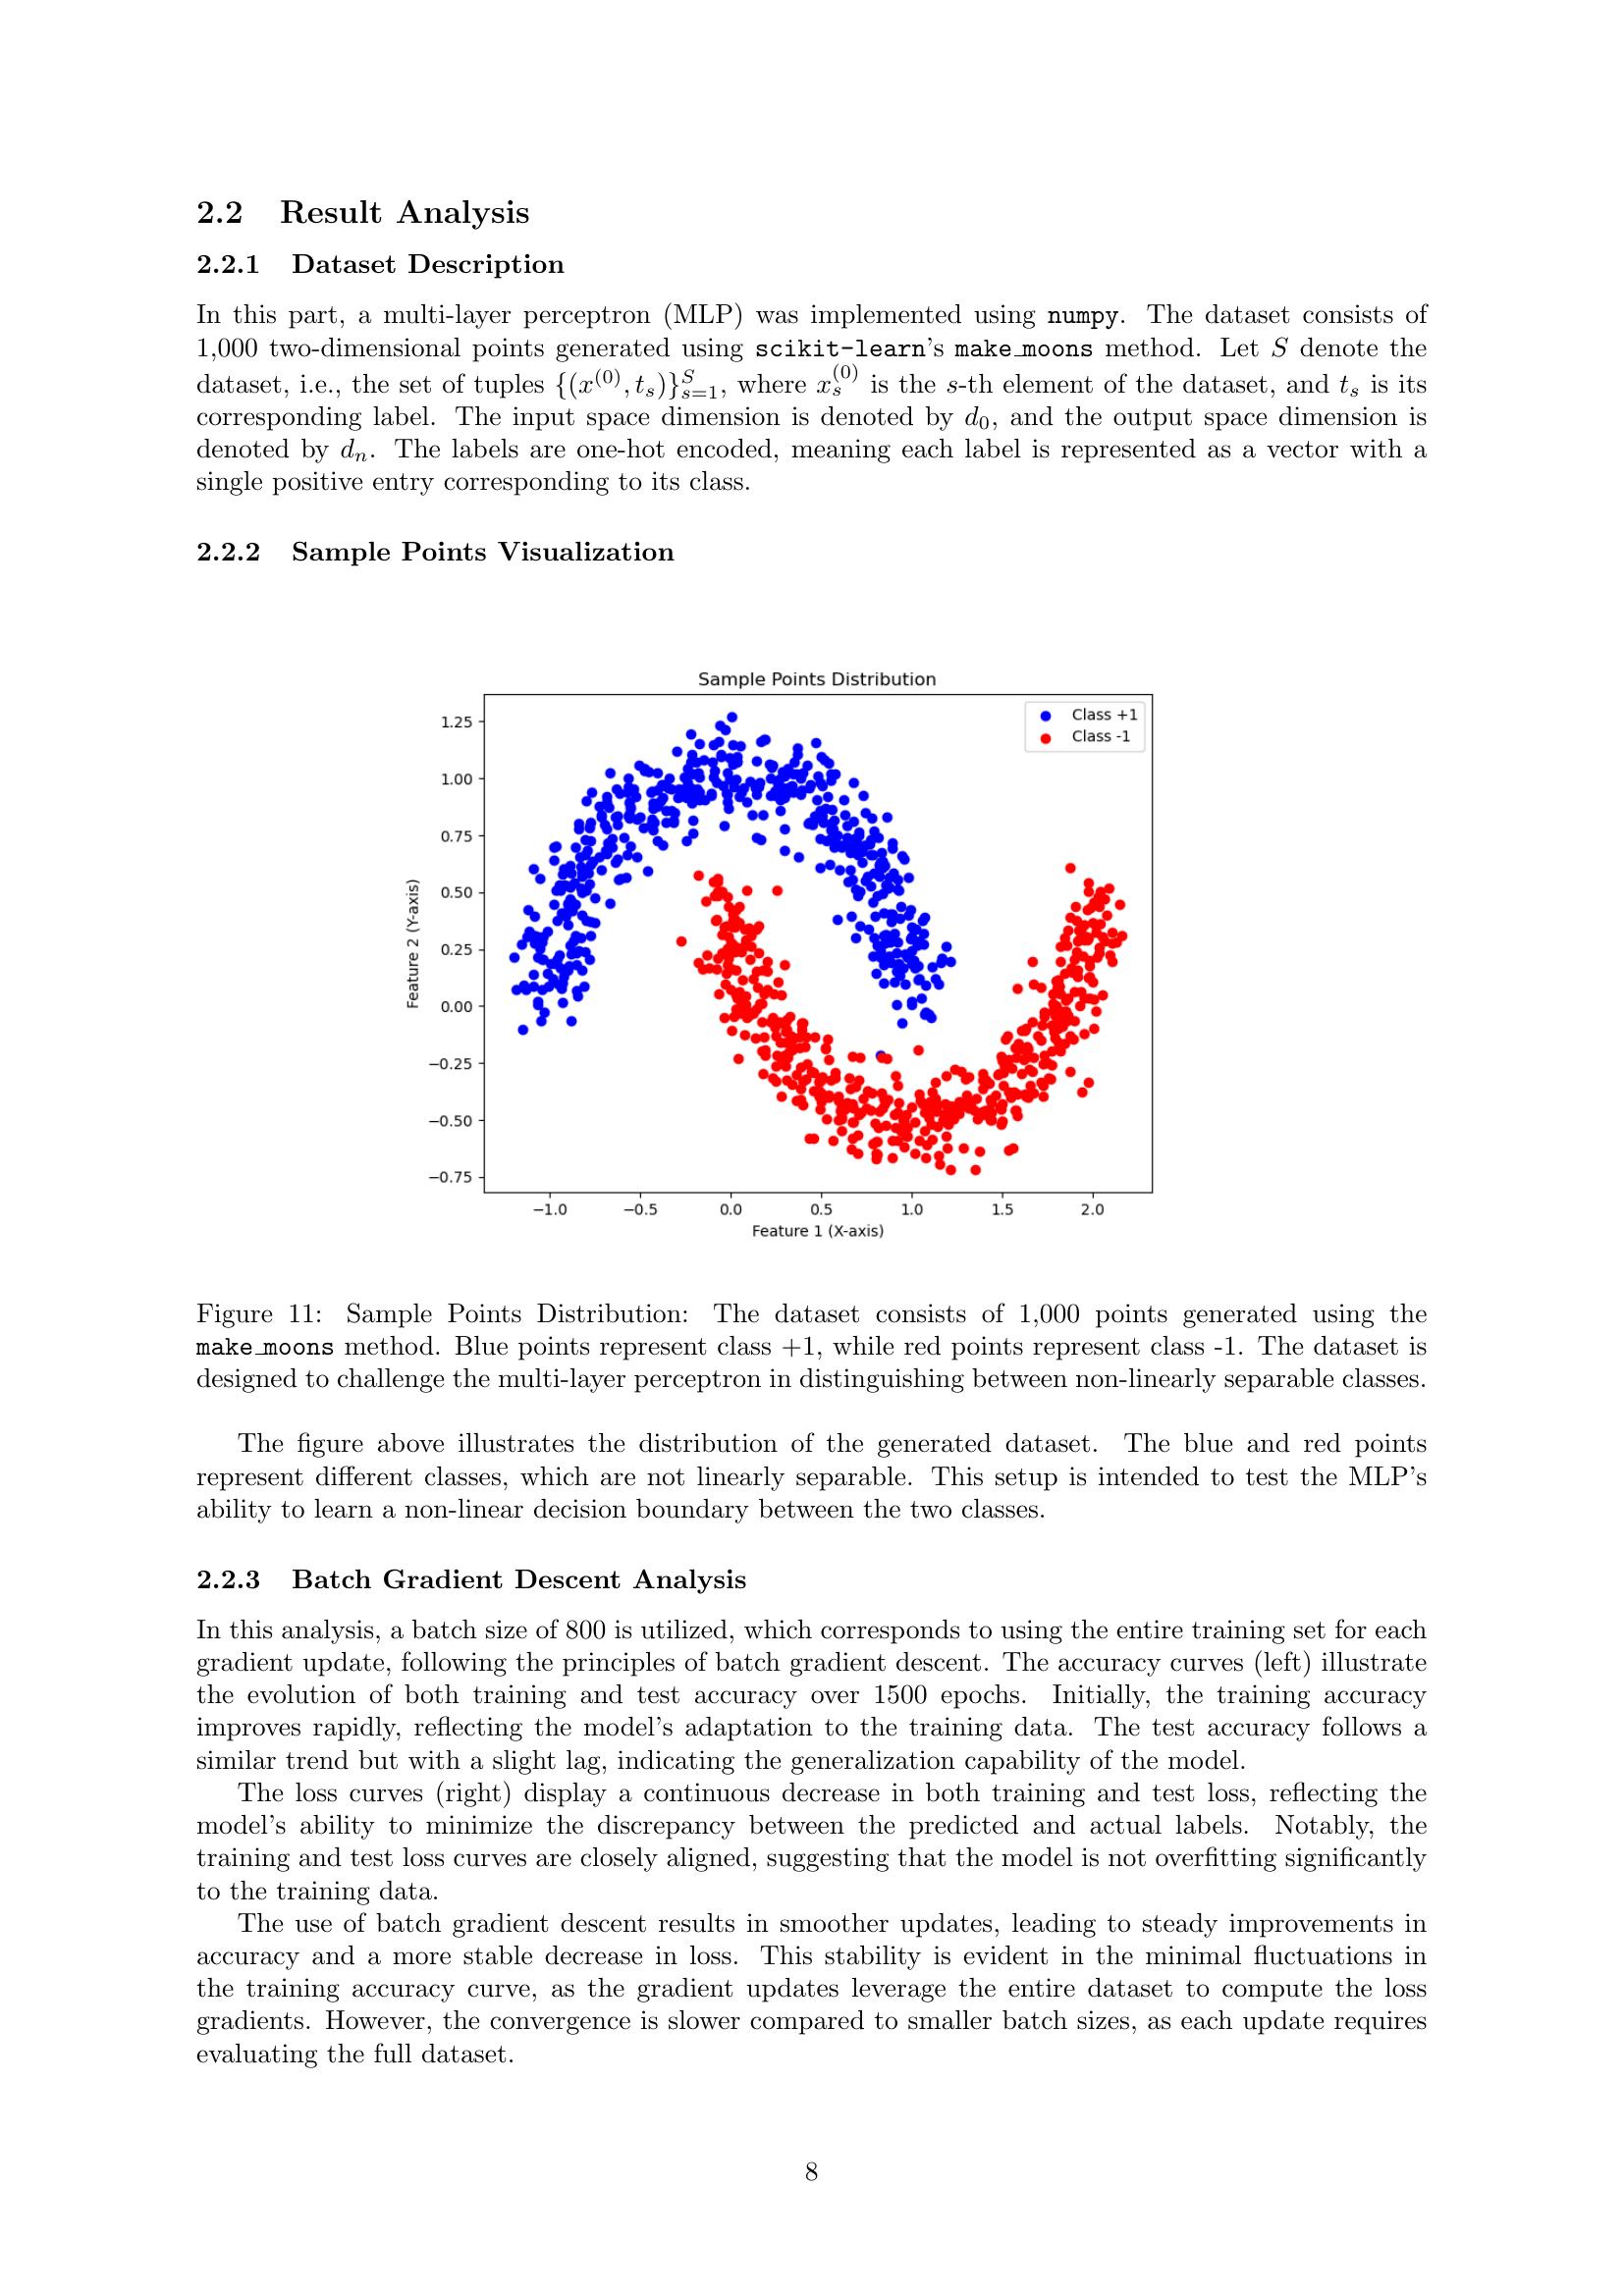 2.2 Result Analysis
2.2.1 Dataset Description
In this part, a multi-layer perceptron (MLP) was implemented using numpy. The dataset consists of
1,000 two-dimensional points generated using scikit-learn's make_moons method. Let S denote the
dataset, i.e., the set of tuples {(x^(0), t_s)}_{s=1}^S, where x_s^(0) is the s-th element of the dataset, and t_s is its
corresponding label. The input space dimension is denoted by d_0, and the output space dimension is
denoted by d_n. The labels are one-hot encoded, meaning each label is represented as a vector with a
single positive entry corresponding to its class.
2.2.2 Sample Points Visualization
Sample Points Distribution
Class +1
Class -1
1.25
1.00
0.75
0.50
0.25
0.00
−0.25
−0.50
−0.75
Feature 2 (Y-axis)
−1.0 −0.5 0.0 0.5 1.0 1.5 2.0
Feature 1 (X-axis)
Figure 11: Sample Points Distribution: The dataset consists of 1,000 points generated using the
make_moons method. Blue points represent class +1, while red points represent class -1. The dataset is
designed to challenge the multi-layer perceptron in distinguishing between non-linearly separable classes.
The figure above illustrates the distribution of the generated dataset. The blue and red points
represent different classes, which are not linearly separable. This setup is intended to test the MLP's
ability to learn a non-linear decision boundary between the two classes.
2.2.3 Batch Gradient Descent Analysis
In this analysis, a batch size of 800 is utilized, which corresponds to using the entire training set for each
gradient update, following the principles of batch gradient descent. The accuracy curves (left) illustrate
the evolution of both training and test accuracy over 1500 epochs. Initially, the training accuracy
improves rapidly, reflecting the model's adaptation to the training data. The test accuracy follows a
similar trend but with a slight lag, indicating the generalization capability of the model.
The loss curves (right) display a continuous decrease in both training and test loss, reflecting the
model's ability to minimize the discrepancy between the predicted and actual labels. Notably, the
training and test loss curves are closely aligned, suggesting that the model is not overfitting significantly
to the training data.
The use of batch gradient descent results in smoother updates, leading to steady improvements in
accuracy and a more stable decrease in loss. This stability is evident in the minimal fluctuations in
the training accuracy curve, as the gradient updates leverage the entire dataset to compute the loss
gradients. However, the convergence is slower compared to smaller batch sizes, as each update requires
evaluating the full dataset.
8